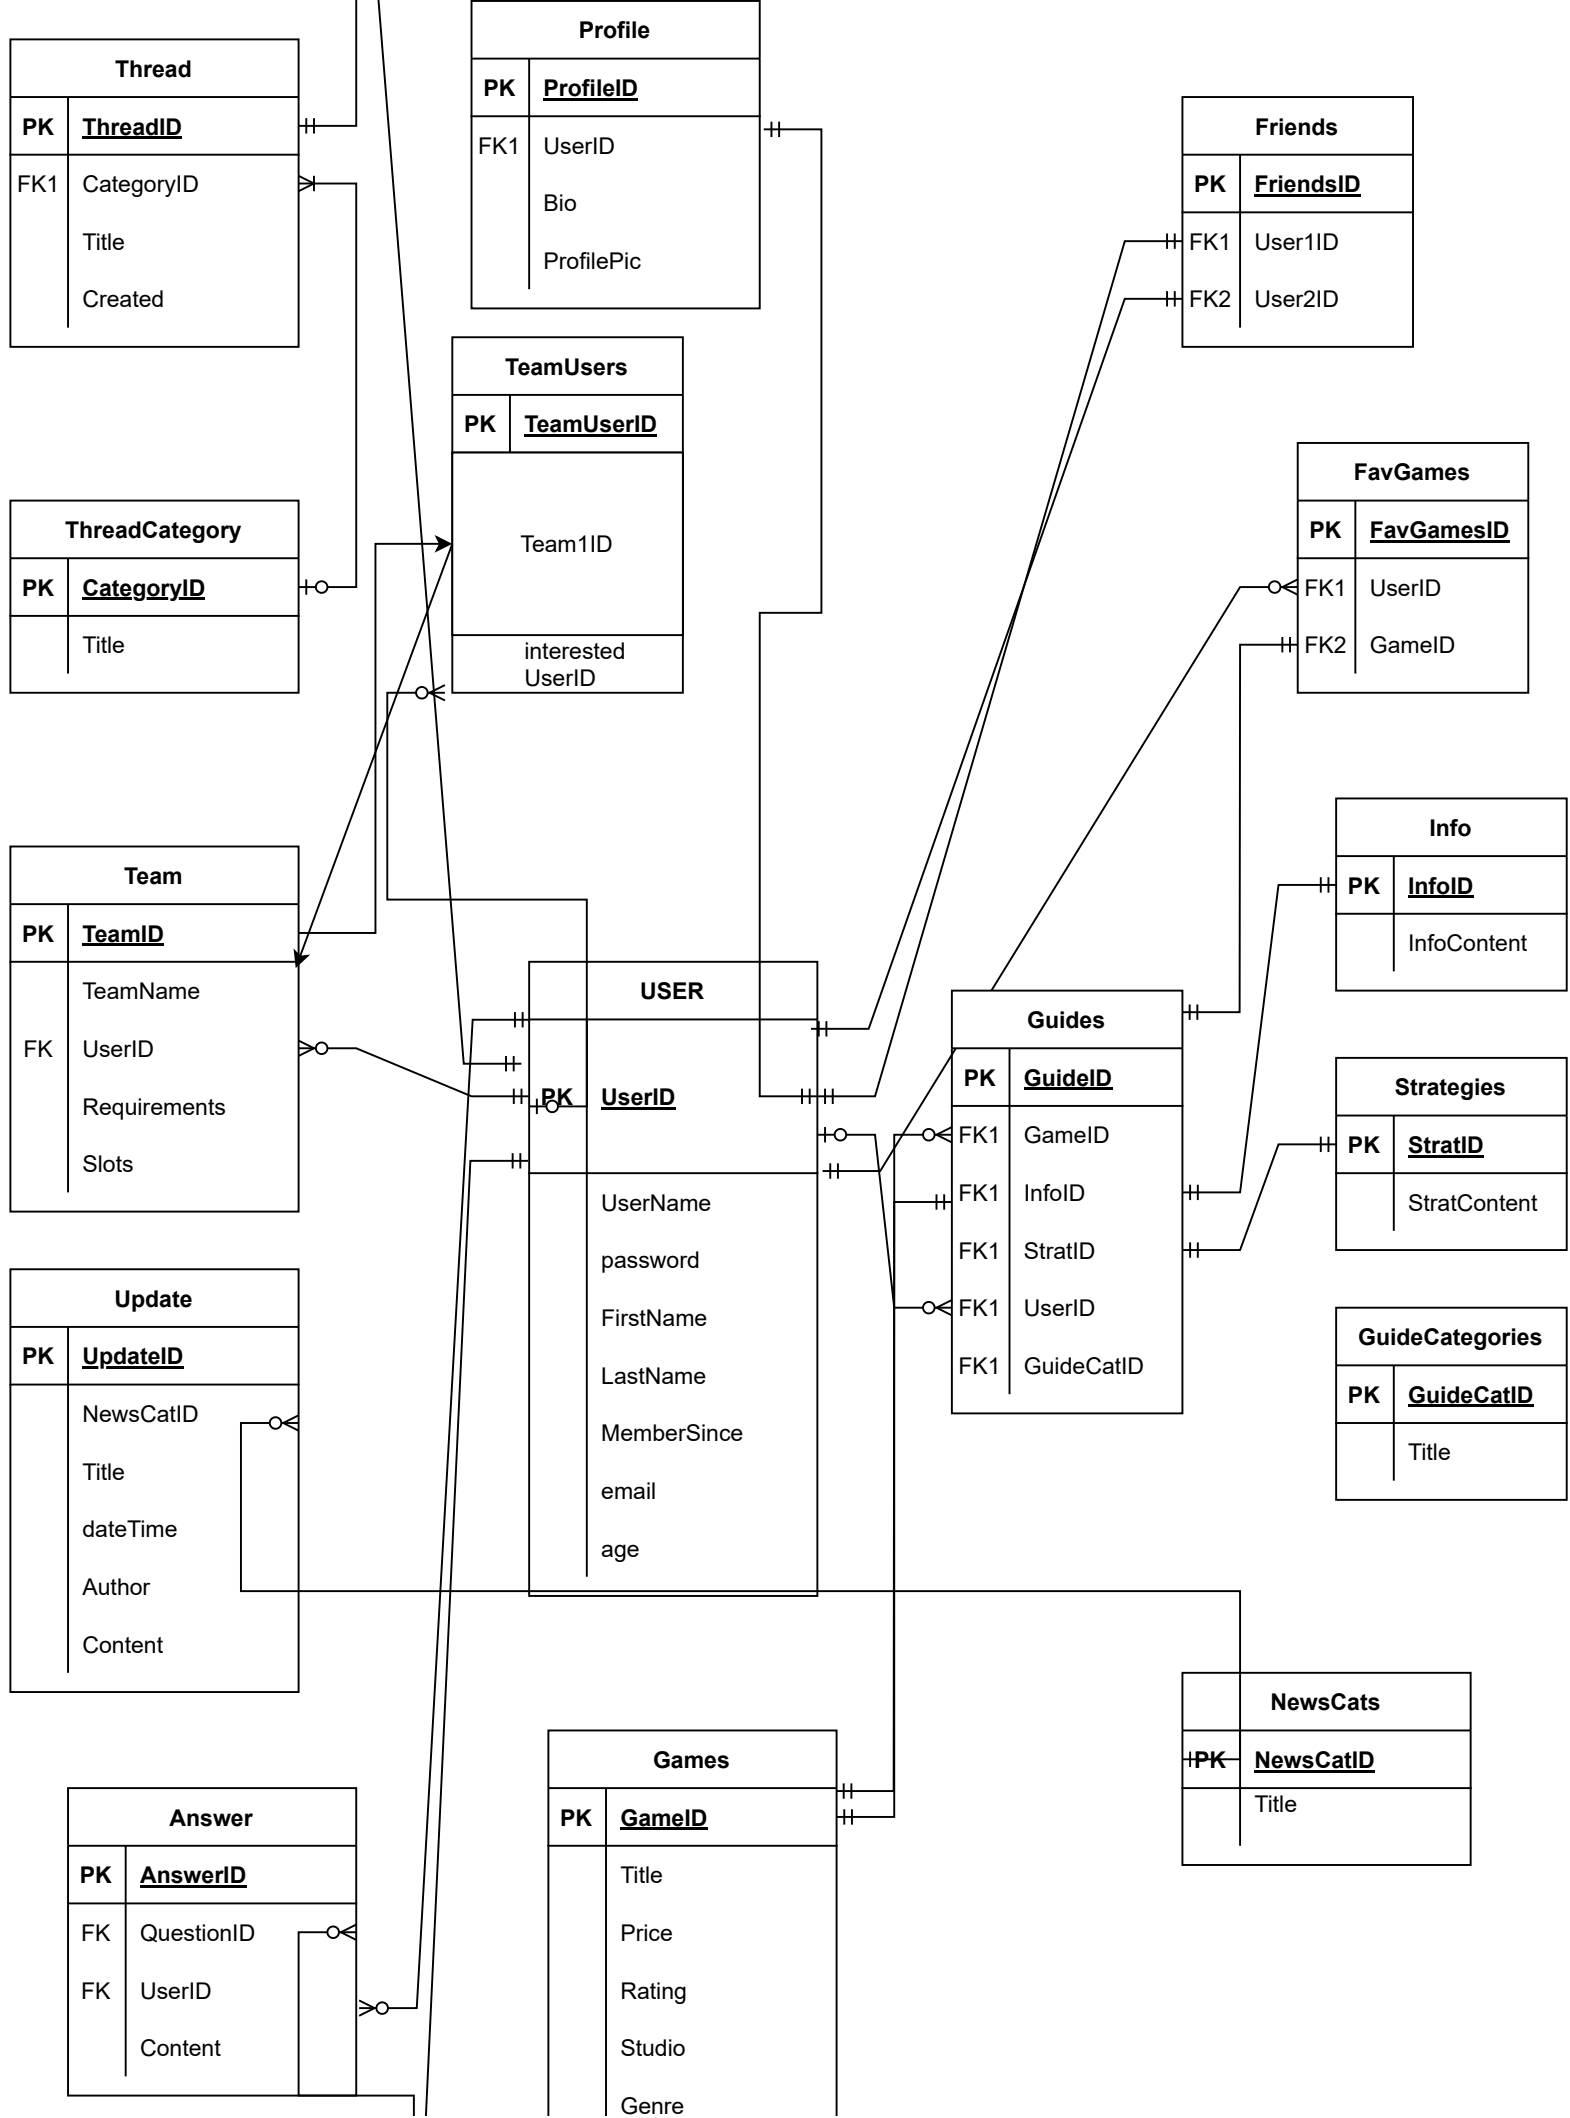 Profile
PK ProfileID
FK1 UserID
Bio
ProfilePic
Thread
PK ThreadID
FK1 CategoryID
Title
Created
Friends
PK FriendsID
FK1 User1ID
FK2 User2ID
TeamUsers
PK TeamUserID
Team1ID
interested
UserID
FavGames
PK FavGamesID
FK1 UserID
FK2 GameID
ThreadCategory
PK CategoryID
Title
Info
PK InfoID
InfoContent
Team
PK TeamID
TeamName
FK UserID
Requirements
Slots
USER
PK UserID
UserName
password
FirstName
LastName
MemberSince
email
age
Guides
PK GuideID
FK1 GameID
FK1 InfoID
FK1 StratID
FK1 UserID
FK1 GuideCatID
Strategies
PK StratID
StratContent
Update
PK UpdateID
NewsCatID
Title
dateTime
Author
Content
GuideCategories
PK GuideCatID
Title
NewsCats
PK NewsCatID
Title
Games
PK GameID
Title
Price
Rating
Studio
Genre
Answer
PK AnswerID
FK QuestionID
FK UserID
Content